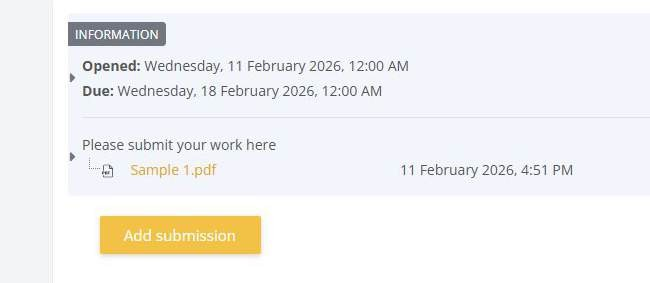 INFORMATION
Opened: Wednesday, 11 February 2026, 12:00 AM
Due: Wednesday, 18 February 2026, 12:00 AM
Please submit your work here
Sample 1.pdf 11 February 2026, 4:51 PM
Add submission